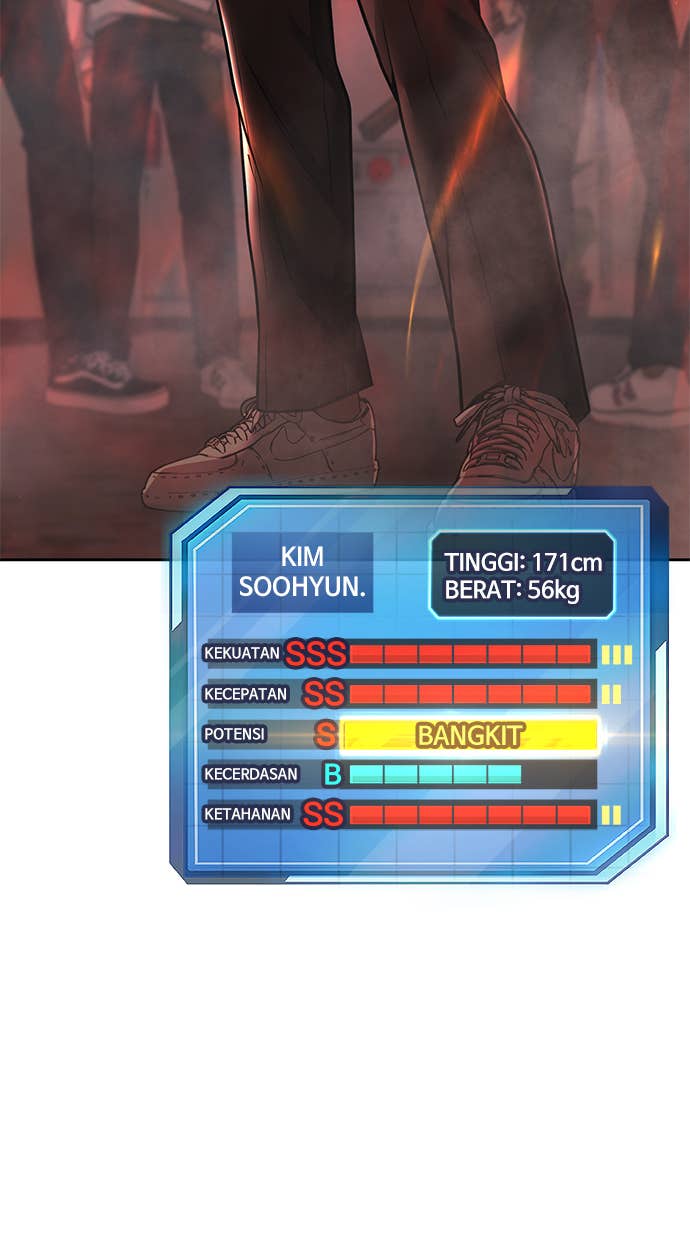 KIM
SOOHYUN.
TINGGI: 171cm
BERAT: 56kg
KEKUATAN SSS
KECEPATAN SS
POTENSI S BANGKIT
KECERDASAN B
KETAHANAN SS